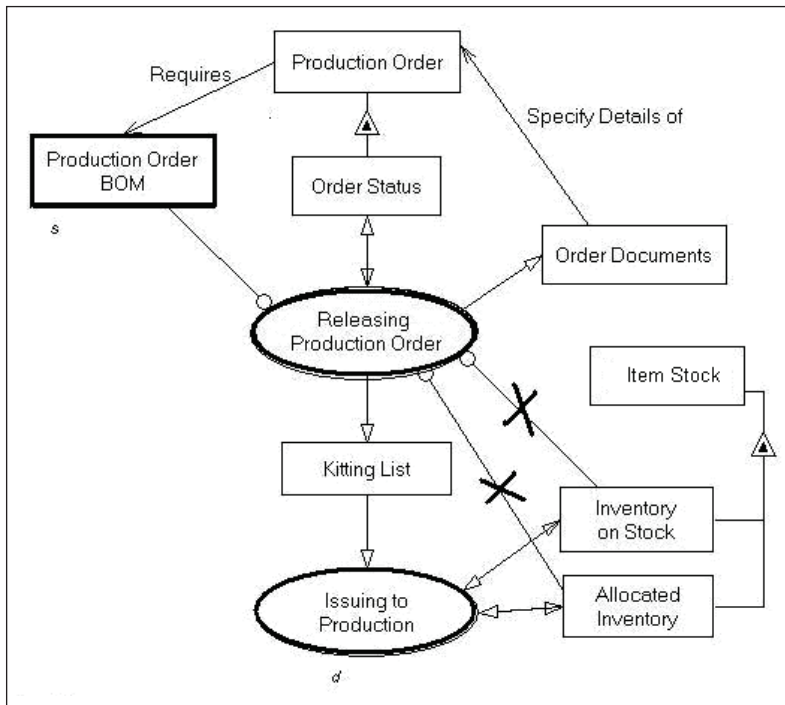 Production Order
Requires
Specify Details of
Production Order
BOM
Order Status
s
Order Documents
Releasing
Production Order
Item Stock
Kitting List
Inventory
on Stock
Issuing to
Production
Allocated
Inventory
d